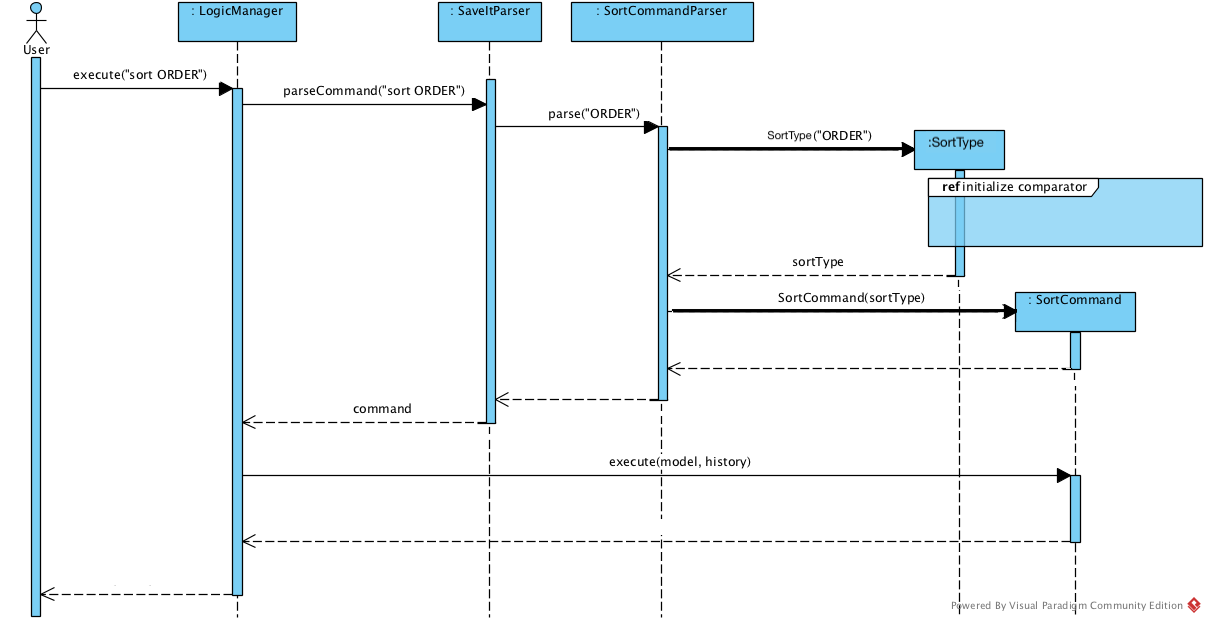 : LogicManager
: SaveItParser
: SortCommandParser
User
execute("sort ORDER")
parseCommand("sort ORDER")
parse("ORDER")
SortType("ORDER")
:SortType
ref initialize comparator
sortType
SortCommand(sortType)
: SortCommand
command
execute(model, history)
Powered By Visual Paradigm Community Edition